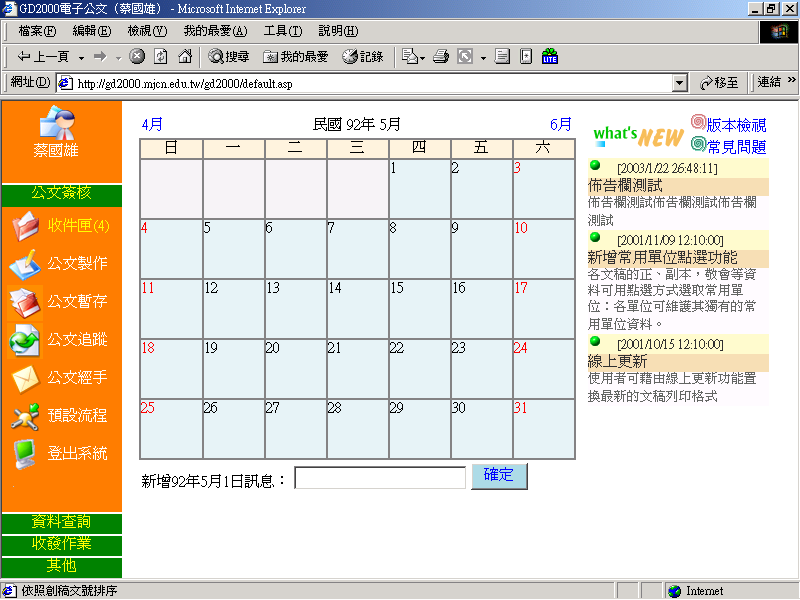 GD2000電子公文（蔡國雄） - Microsoft Internet Explorer
檔案(F) 編輯(E) 檢視(V) 我的最愛(A) 工具(T) 說明(H)
上一頁 搜尋 我的最愛 記錄 LITE
網址(D) http://gd2000.mjcn.edu.tw/gd2000/default.asp 移至 連結 »
蔡國雄
公文簽核
收件匣(4)
公文製作
公文暫存
公文追蹤
公文經手
預設流程
登出系統
資料查詢
收發作業
其他
4月 民國 92年 5月 6月
日 一 二 三 四 五 六
1 2 3
4 5 6 7 8 9 10
11 12 13 14 15 16 17
18 19 20 21 22 23 24
25 26 27 28 29 30 31
新增92年5月1日訊息： 確定
what's NEW
版本檢視
常見問題
[2003/1/22 26:48:11]
佈告欄測試
佈告欄測試佈告欄測試佈告欄
測試
[2001/11/09 12:10:00]
新增常用單位點選功能
各文稿的正、副本，敬會等資
料可用點選方式選取常用單
位：各單位可維護其獨有的常
用單位資料。
[2001/10/15 12:10:00]
線上更新
使用者可藉由線上更新功能置
換最新的文稿列印格式
依照創稿文號排序 Internet